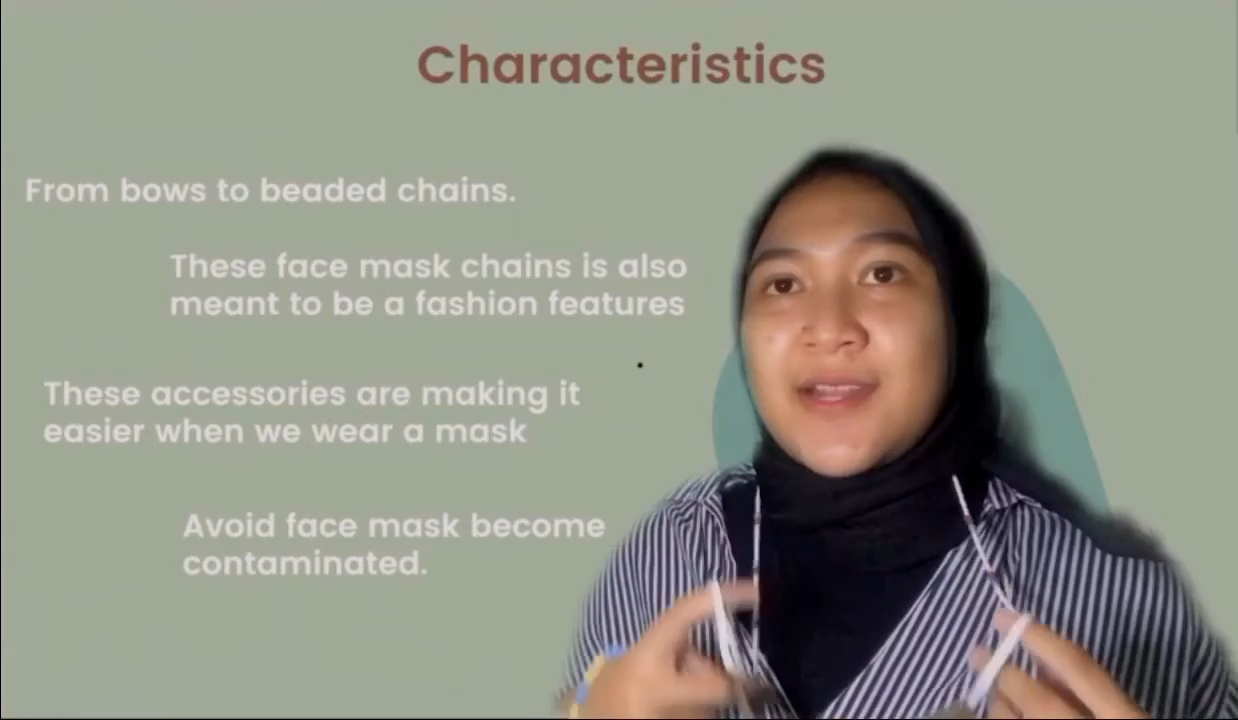 Characteristics
From bows to beaded chains.
These face mask chains is also
meant to be a fashion features
These accessories are making it
easier when we wear a mask
Avoid face mask become
contaminated.